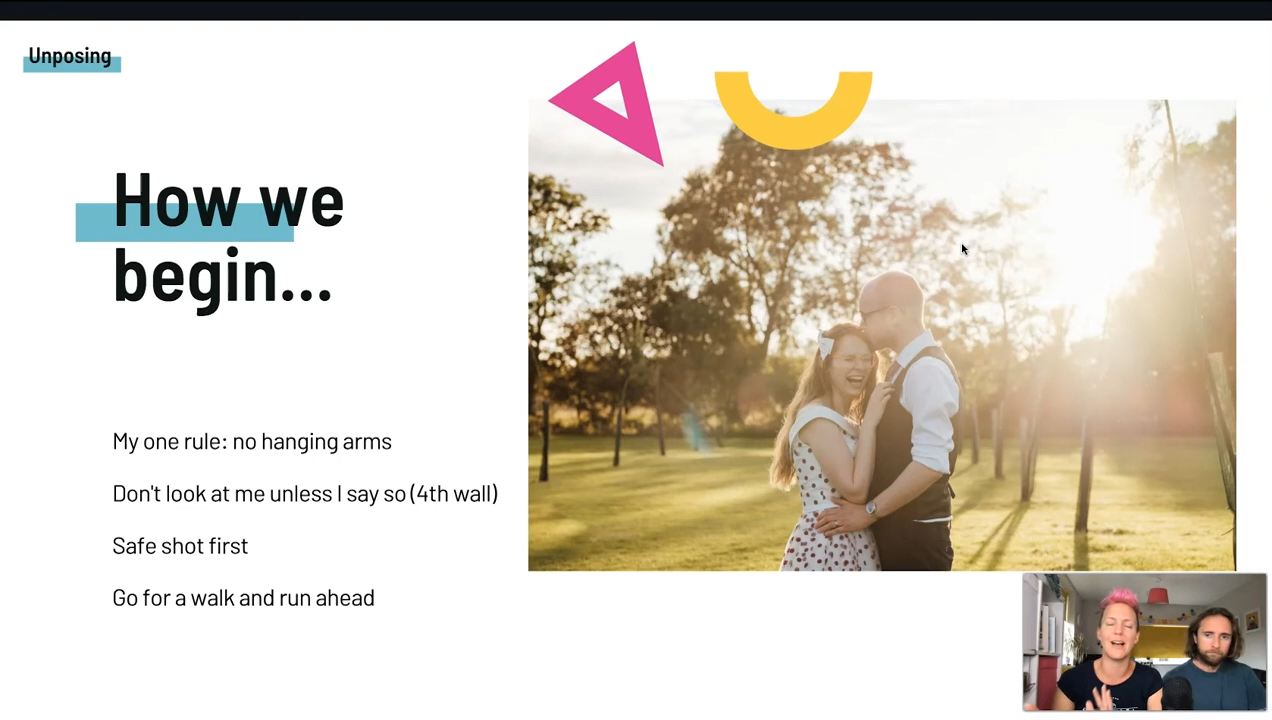 Unposing
How we
begin...
My one rule: no hanging arms
Don't look at me unless I say so (4th wall)
Safe shot first
Go for a walk and run ahead